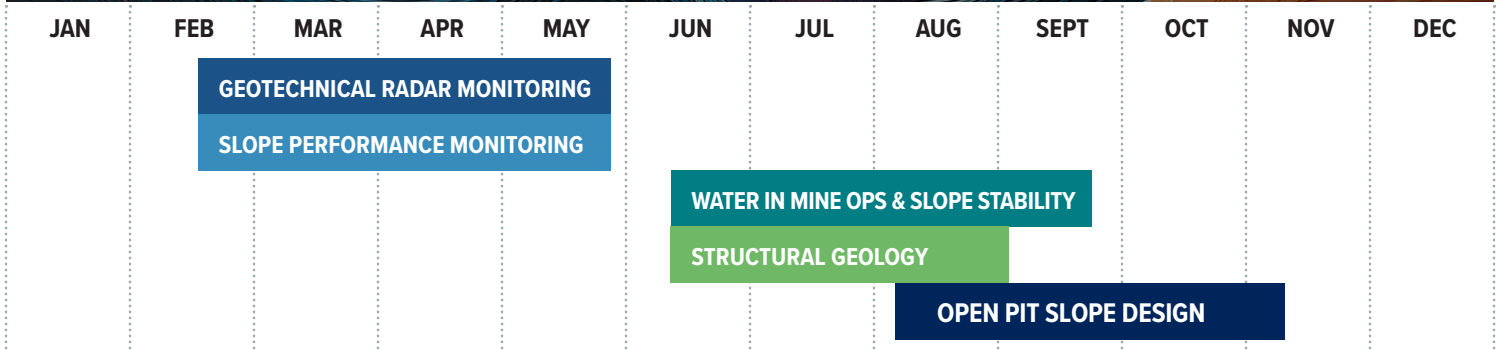 JAN FEB MAR APR MAY JUN JUL AUG SEPT OCT NOV DEC
GEOTECHNICAL RADAR MONITORING
SLOPE PERFORMANCE MONITORING
WATER IN MINE OPS & SLOPE STABILITY
STRUCTURAL GEOLOGY
OPEN PIT SLOPE DESIGN